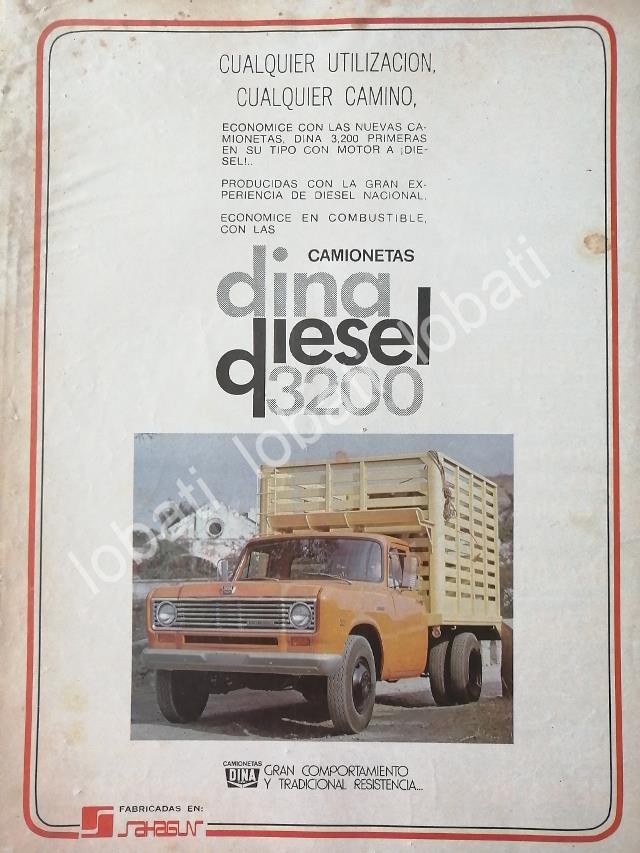 CUALQUIER UTILIZACION,
CUALQUIER CAMINO,
ECONOMICE CON LAS NUEVAS CA-
MIONETAS, DINA 3,200 PRIMERAS
EN SU TIPO CON MOTOR A ¡DIE-
SEL!..
PRODUCIDAS CON LA GRAN EX-
PERIENCIA DE DIESEL NACIONAL.
ECONOMICE EN COMBUSTIBLE,
CON LAS
CAMIONETAS
dina
diesel
3200
lobati lobati lobati lobati
CAMIONETAS
DINA
GRAN COMPORTAMIENTO
Y TRADICIONAL RESISTENCIA...
FABRICADAS EN:
SAHAGUN